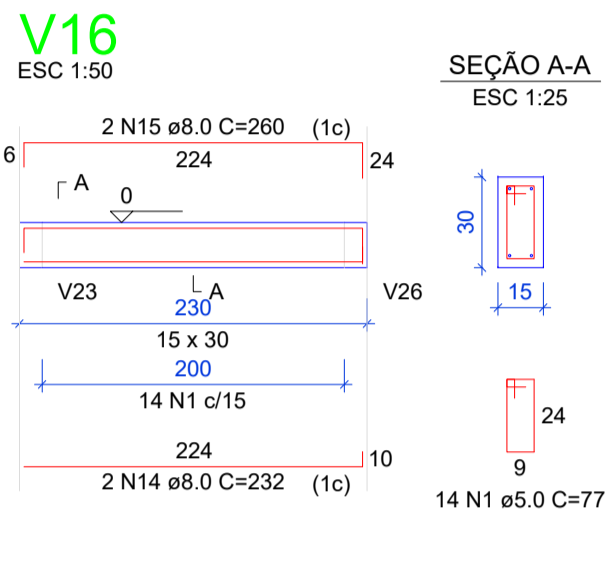 V16
ESC 1:50
SEÇÃO A-A
ESC 1:25
2 N15 ø8.0 C=260 (1c)
6
224
24
A
0
30
V23
A
V26
15
230
15 x 30
200
14 N1 c/15
24
224
10
9
2 N14 ø8.0 C=232 (1c)
14 N1 ø5.0 C=77